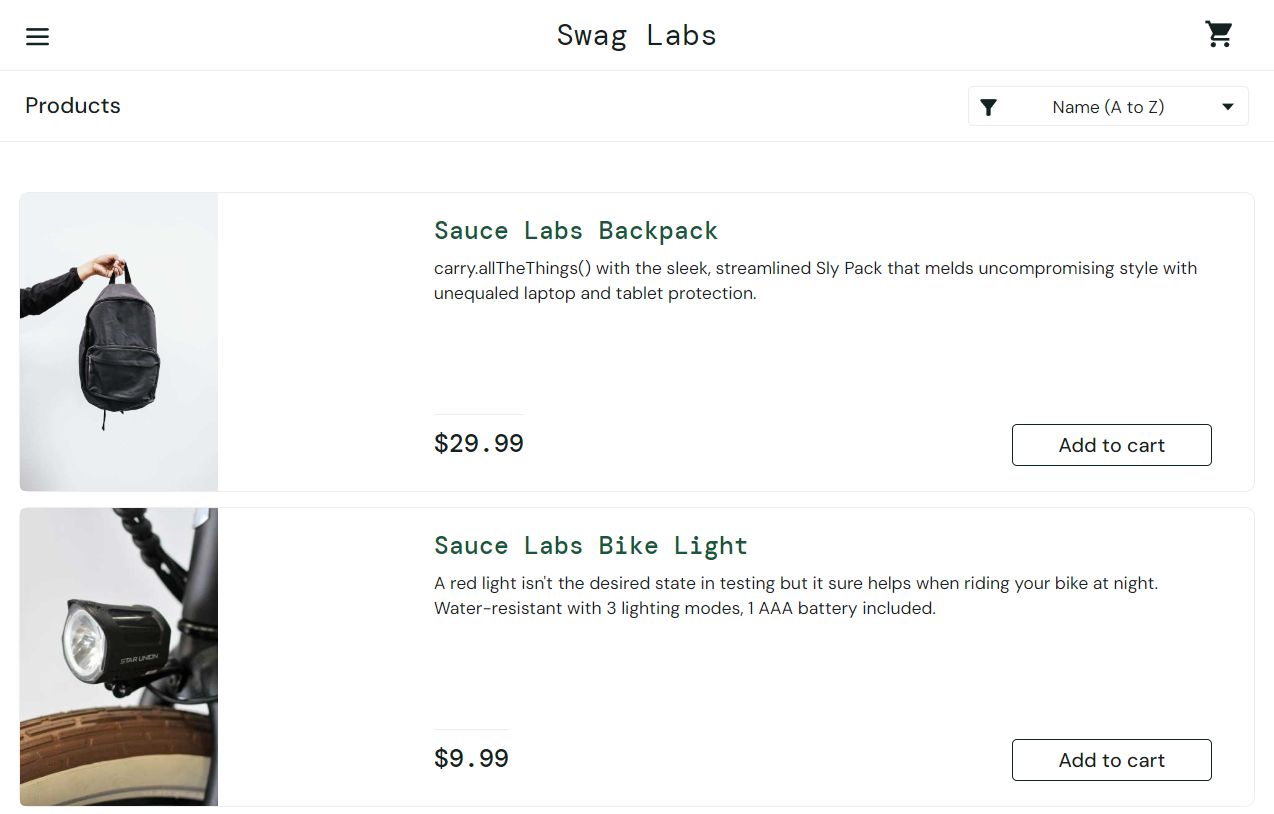 Swag Labs
Products
Name (A to Z)
Sauce Labs Backpack
carry.allTheThings() with the sleek, streamlined Sly Pack that melds uncompromising style with
unequaled laptop and tablet protection.
$29.99
Add to cart
STAR UNION
Sauce Labs Bike Light
A red light isn't the desired state in testing but it sure helps when riding your bike at night.
Water-resistant with 3 lighting modes, 1 AAA battery included.
$9.99
Add to cart